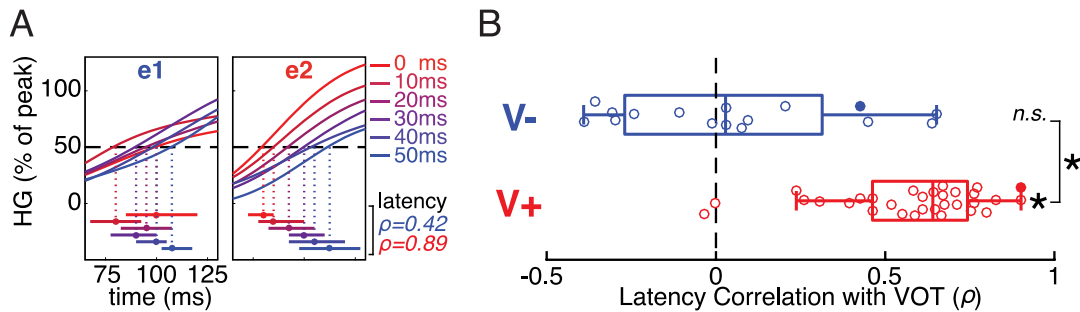 A
e1
e2
0 ms
10ms
20ms
30ms
40ms
50ms
HG (% of peak)
100
50
0
latency
ρ=0.42
ρ=0.89
75
100
125
time (ms)
B
V-
n.s.
*
V+
*
-0.5
0
0.5
1
Latency Correlation with VOT (ρ)